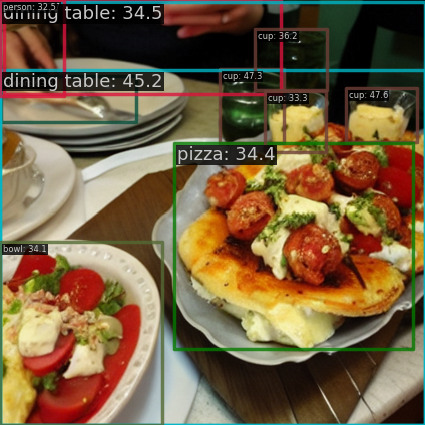 person: 32.5
dining table: 34.5
cup: 36.2
dining table: 45.2
cup: 47.3
cup: 33.3
cup: 47.6
pizza: 34.4
bowl: 34.1